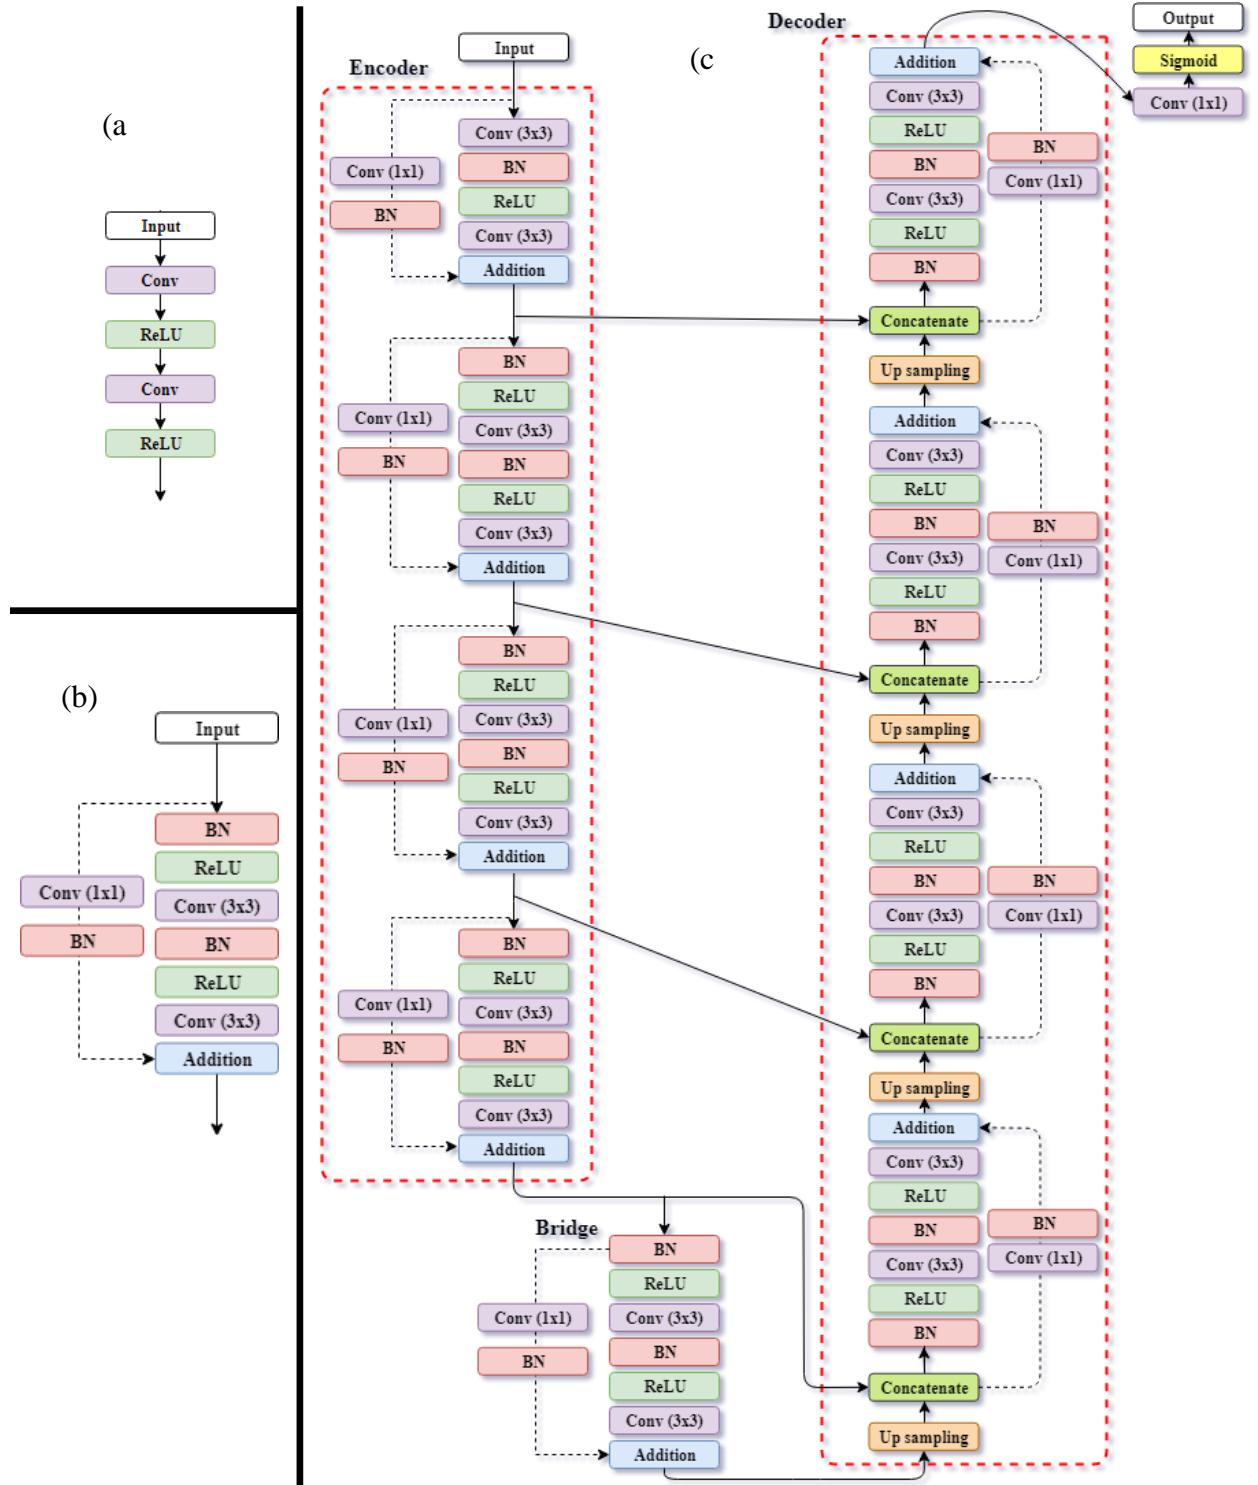 (a
Input
Conv
ReLU
Conv
ReLU
(b)
Input
BN
ReLU
Conv (3x3)
BN
ReLU
Conv (3x3)
Addition
Conv (1x1)
BN
(c
Encoder
Input
Conv (3x3)
BN
ReLU
Conv (3x3)
Addition
Conv (1x1)
BN
BN
ReLU
Conv (3x3)
BN
ReLU
Conv (3x3)
Addition
Conv (1x1)
BN
BN
ReLU
Conv (3x3)
BN
ReLU
Conv (3x3)
Addition
Conv (1x1)
BN
BN
ReLU
Conv (3x3)
BN
ReLU
Conv (3x3)
Addition
Conv (1x1)
BN
Bridge
BN
ReLU
Conv (3x3)
BN
ReLU
Conv (3x3)
Addition
Conv (1x1)
BN
Decoder
Addition
Conv (3x3)
ReLU
BN
Conv (3x3)
ReLU
BN
Concatenate
Up sampling
BN
Conv (1x1)
Addition
Conv (3x3)
ReLU
BN
Conv (3x3)
ReLU
BN
Concatenate
Up sampling
BN
Conv (1x1)
Addition
Conv (3x3)
ReLU
BN
Conv (3x3)
ReLU
BN
Concatenate
Up sampling
BN
Conv (1x1)
Addition
Conv (3x3)
ReLU
BN
Conv (3x3)
ReLU
BN
Concatenate
Up sampling
BN
Conv (1x1)
Output
Sigmoid
Conv (1x1)